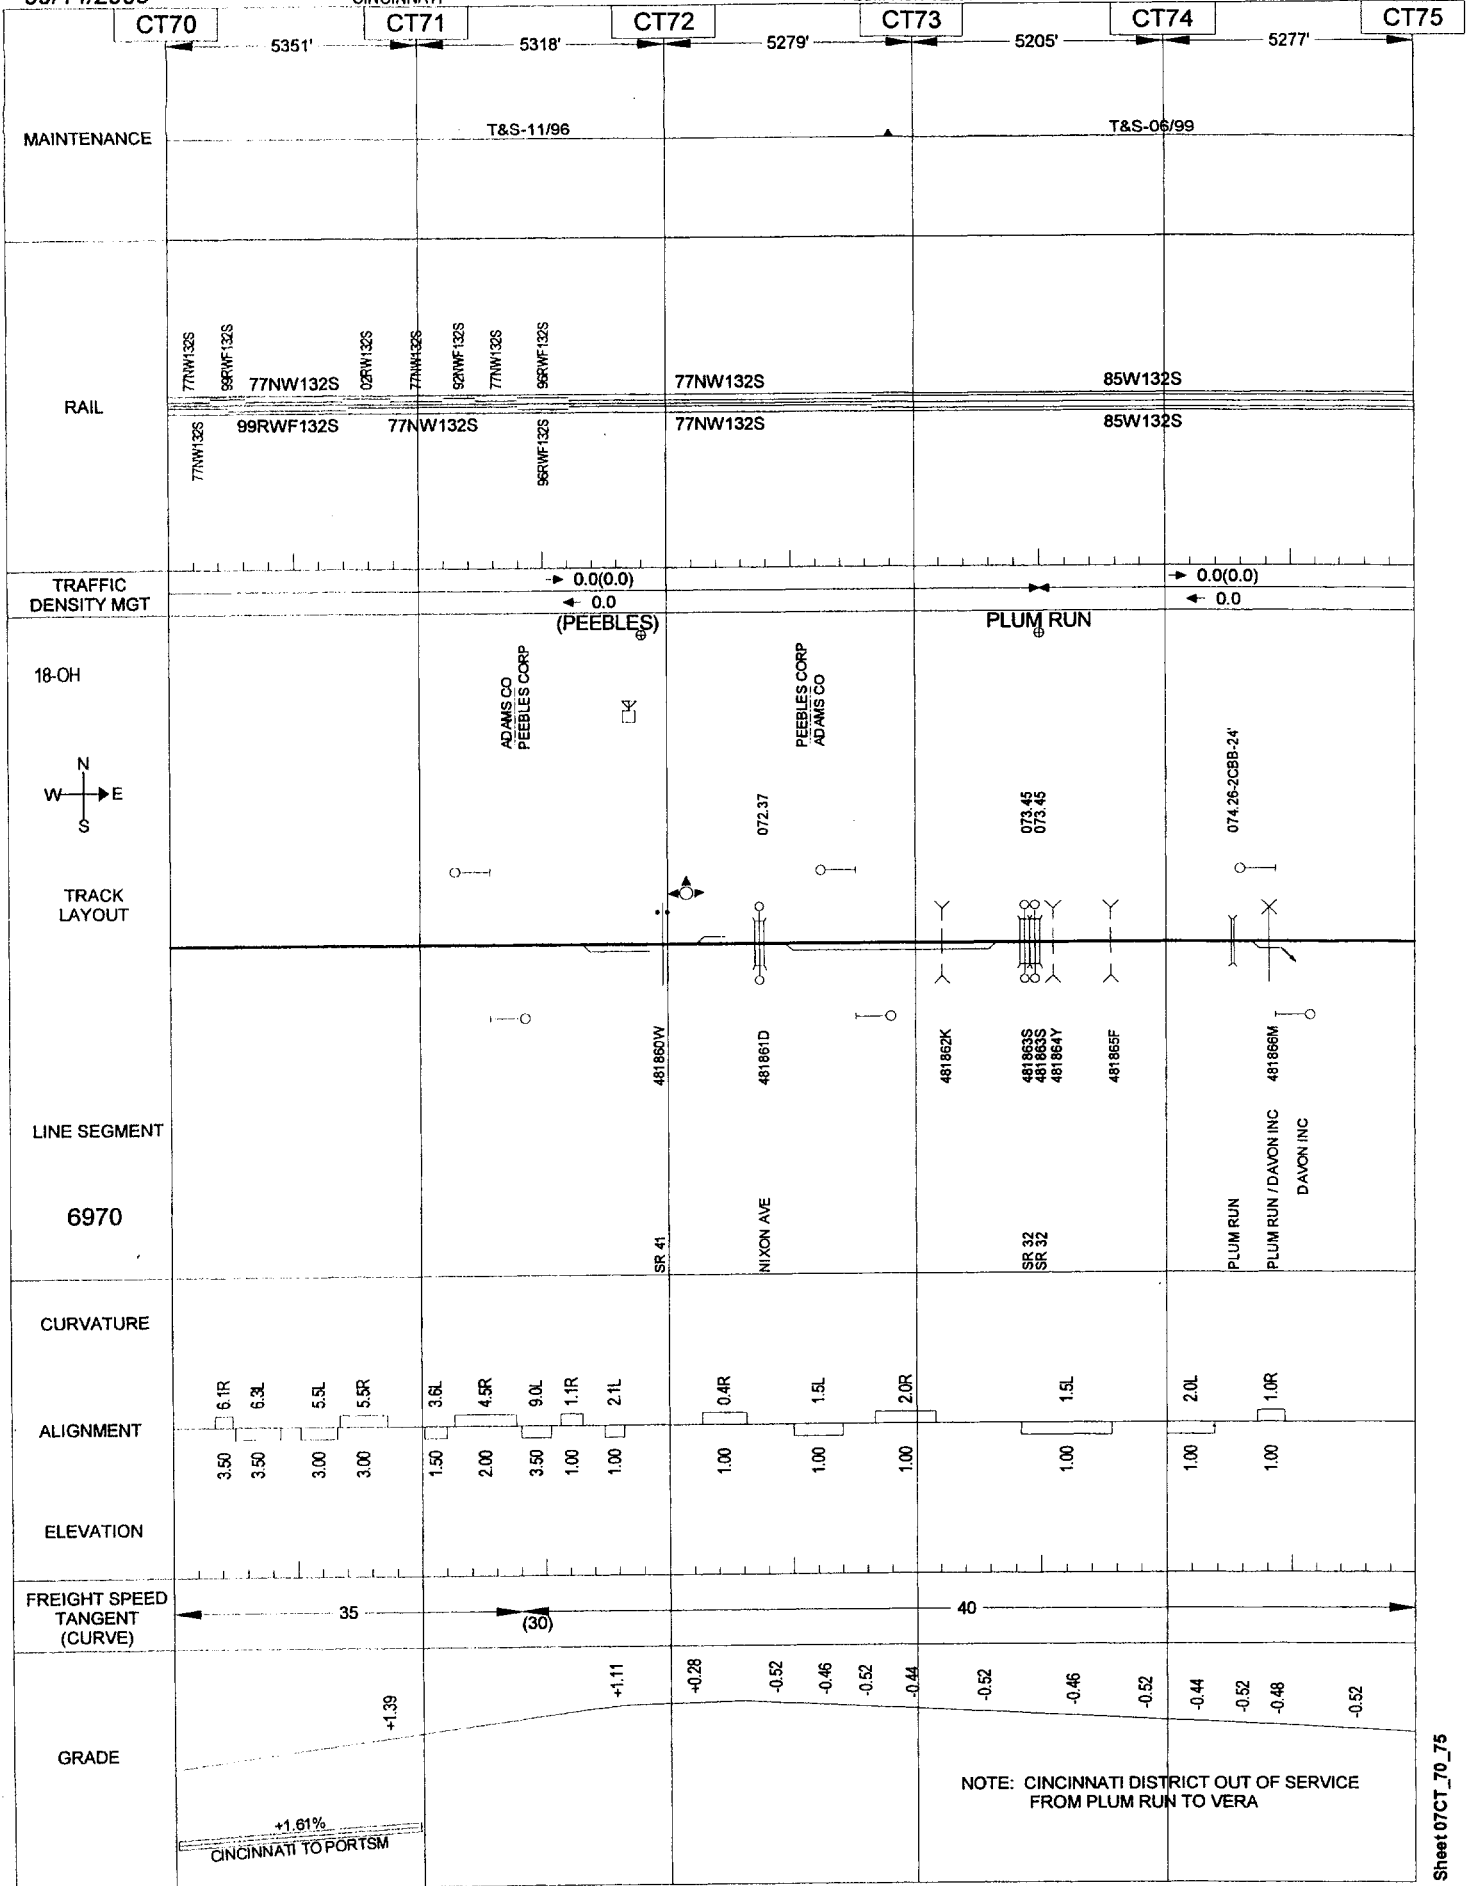 CINCINNATI
CT70 CT71 CT72 CT73 CT74 CT75
5351' 5318' 5279' 5205' 5277'
MAINTENANCE
T&S-11/96 T&S-06/99
RAIL
77NW132S
99RWF132S
77NW132S
02RW132S
77NW132S
92NWF132S
77NW132S
96RWF132S
77NW132S
85W132S
77NW132S
99RWF132S
77NW132S
96RWF132S
77NW132S
85W132S
TRAFFIC
DENSITY MGT
0.0(0.0)
0.0
0.0(0.0)
0.0
(PEEBLES)
PLUM RUN
18-OH
ADAMS CO
PEEBLES CORP
PEEBLES CORP
ADAMS CO
N
W E
S
072.37
073.45
073.45
074.26-2CBB-24'
TRACK
LAYOUT
481860W
481861D
481862K
481863S
481863S
481864Y
481865F
481866M
LINE SEGMENT
6970
SR 41
NIXON AVE
SR 32
SR 32
PLUM RUN
PLUM RUN / DAVON INC
DAVON INC
CURVATURE
6.1R 6.3L 5.5L 5.5R 3.6L 4.5R 9.0L 1.1R 2.1L 0.4R 1.5L 2.0R 1.5L 2.0L 1.0R
ALIGNMENT
3.50 3.50 3.00 3.00 1.50 2.00 3.50 1.00 1.00 1.00 1.00 1.00 1.00 1.00 1.00
ELEVATION
FREIGHT SPEED
TANGENT
(CURVE)
35
(30)
40
GRADE
+1.39 +1.11 +0.28 -0.52 -0.46 -0.52 -0.44 -0.52 -0.46 -0.52 -0.44 -0.52 -0.48 -0.52
+1.61%
CINCINNATI TO PORTSM
NOTE: CINCINNATI DISTRICT OUT OF SERVICE
FROM PLUM RUN TO VERA
Sheet 07CT_70_75